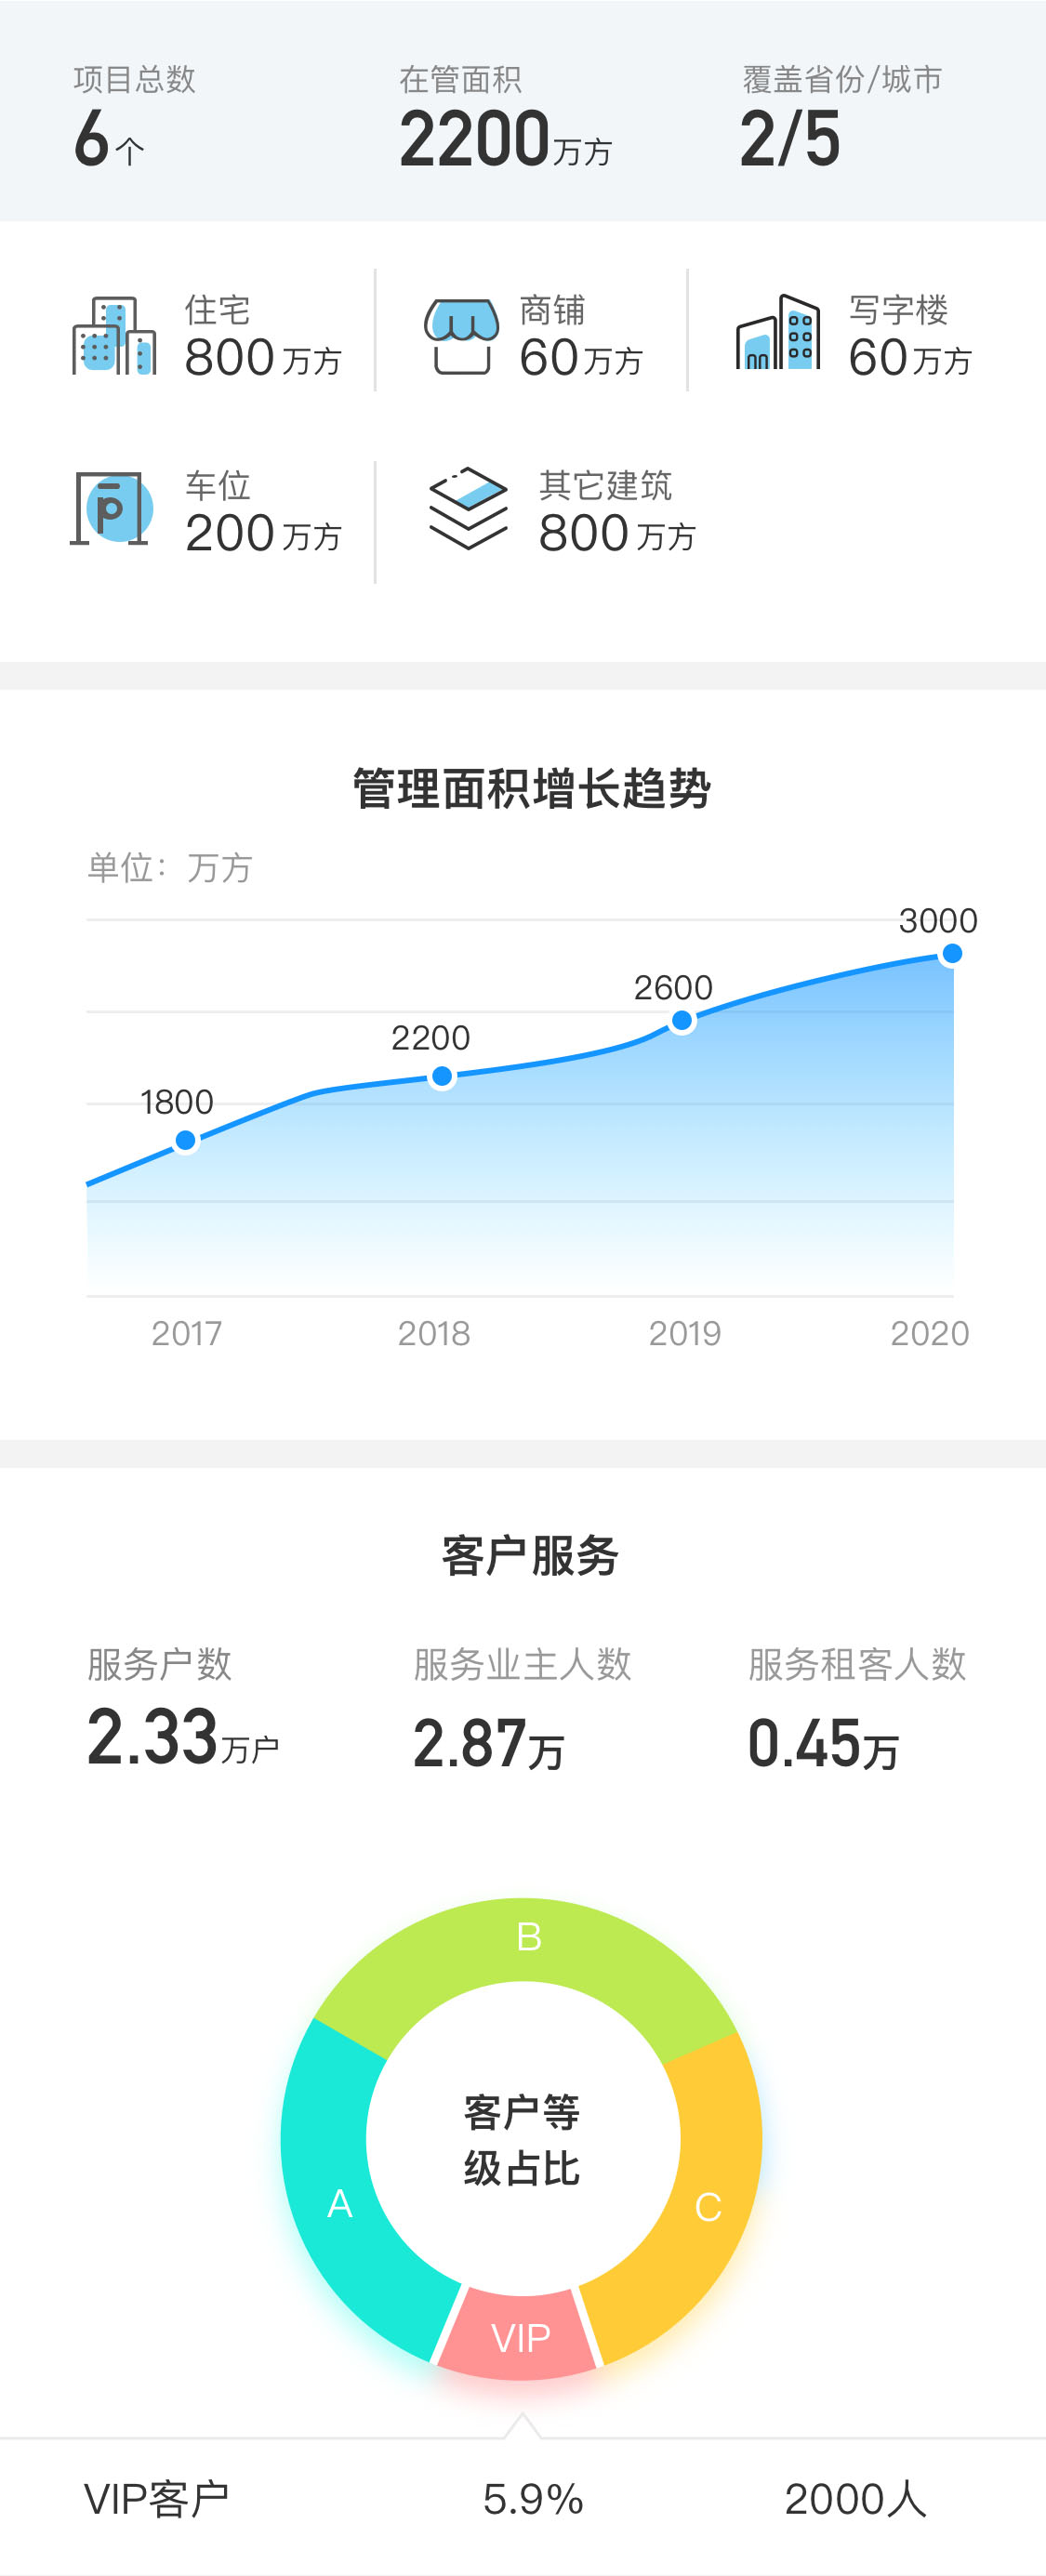 项目总数 在管面积 覆盖省份/城市
6个 2200万方 2/5
住宅 商铺 写字楼
800万方 60万方 60万方
车位 其它建筑
200万方 800万方
管理面积增长趋势
单位：万方
3000
2600
2200
1800
2017 2018 2019 2020
客户服务
服务户数 服务业主人数 服务租客人数
2.33万户 2.87万 0.45万
B
客户等
级占比
A C
VIP
VIP客户 5.9% 2000人